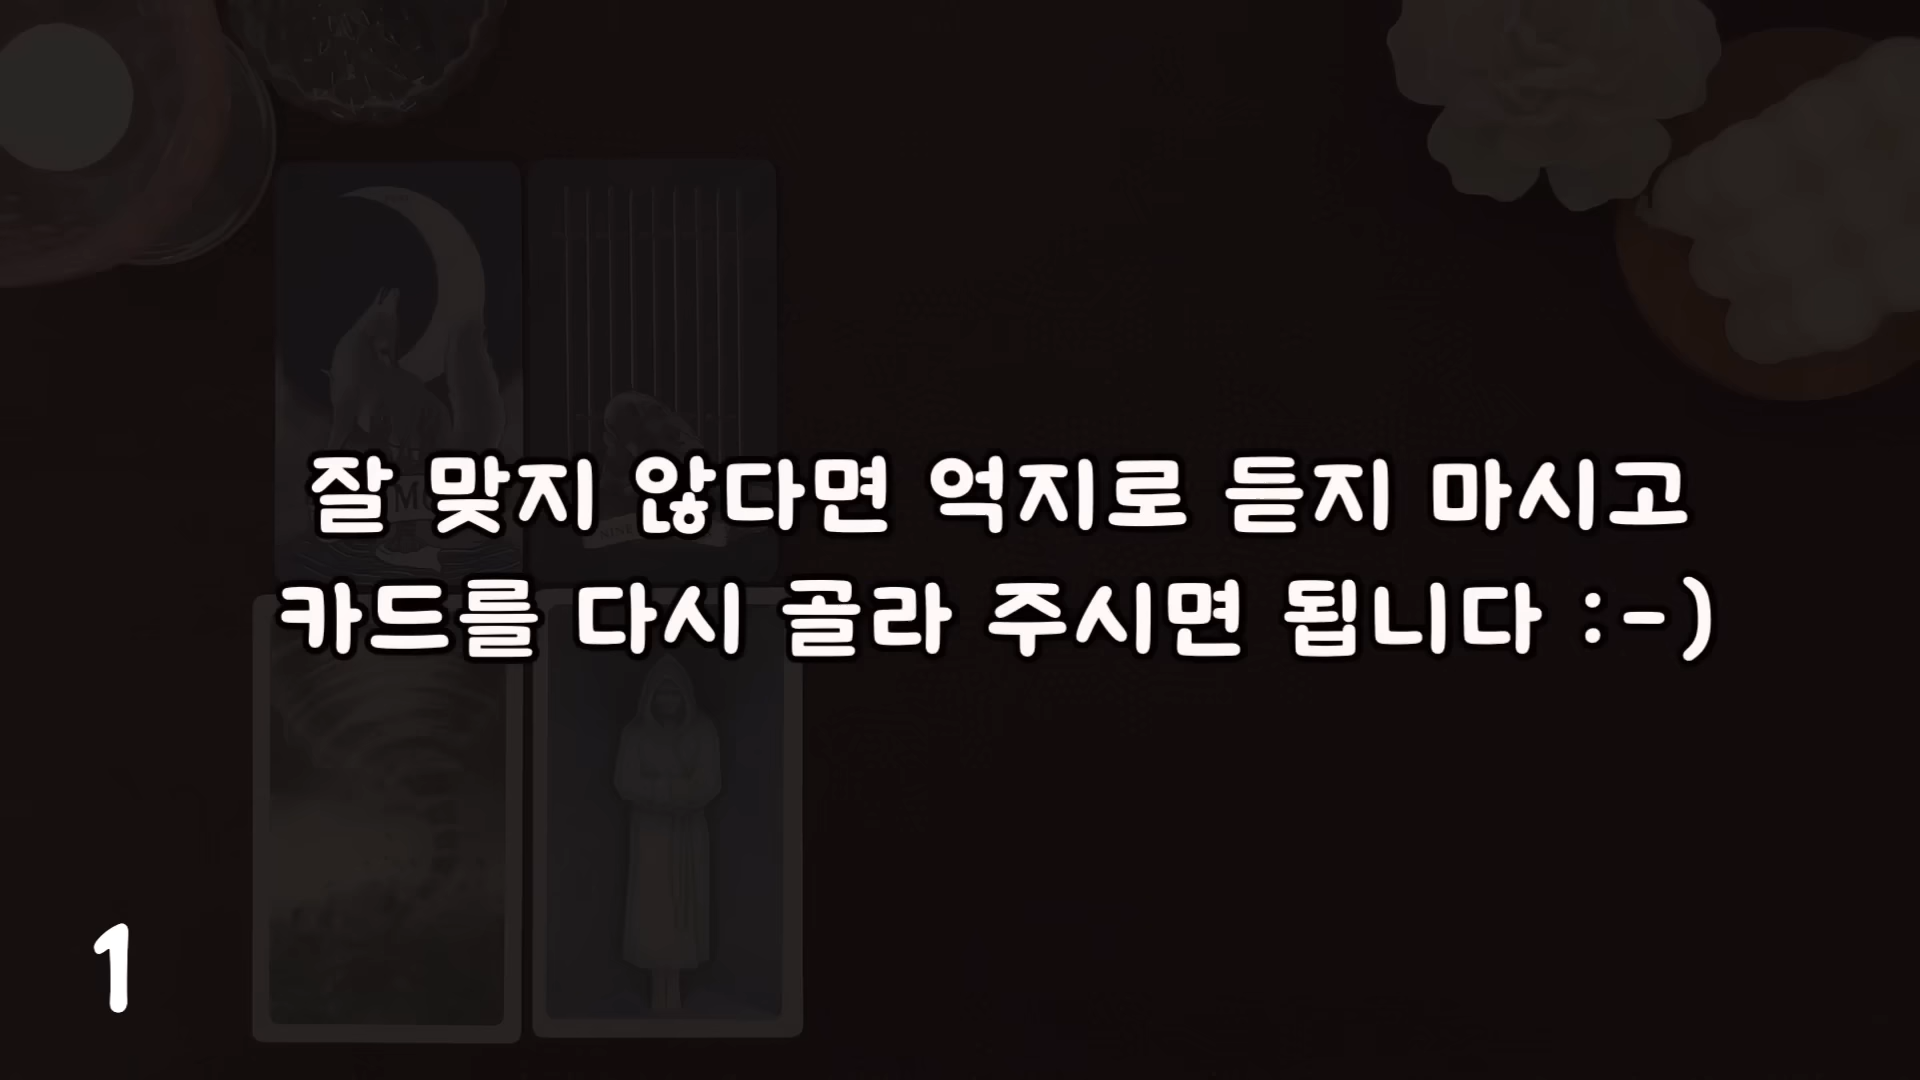 잘 맞지 않다면 억지로 듣지 마시고
카드를 다시 골라 주시면 됩니다 :-)
1